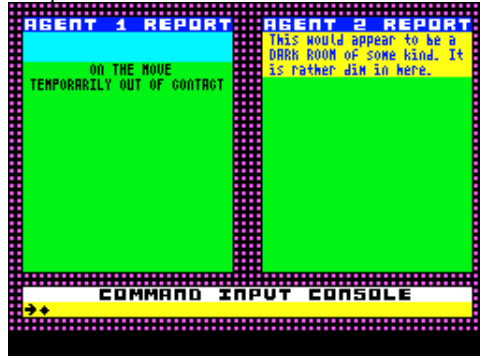 AGENT 1 REPORT
ON THE MOVE
TEMPORARILY OUT OF CONTACT
AGENT 2 REPORT
This would appear to be a
DARK ROOM of some kind. It
is rather dim in here.
COMMAND INPUT CONSOLE